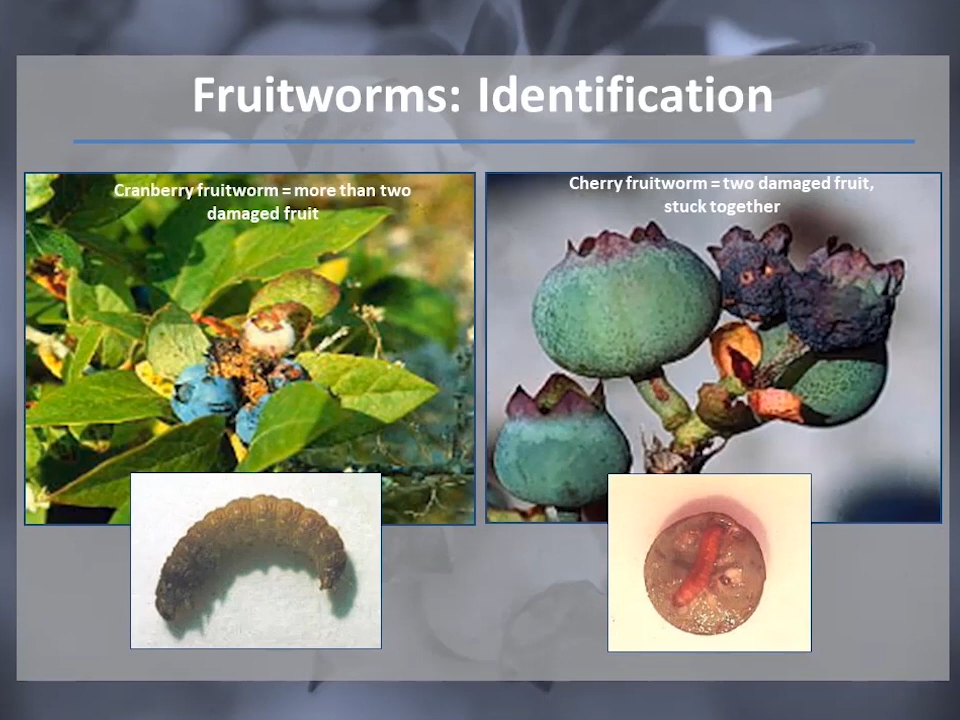 Fruitworms: Identification
Cranberry fruitworm = more than two
damaged fruit
Cherry fruitworm = two damaged fruit,
stuck together